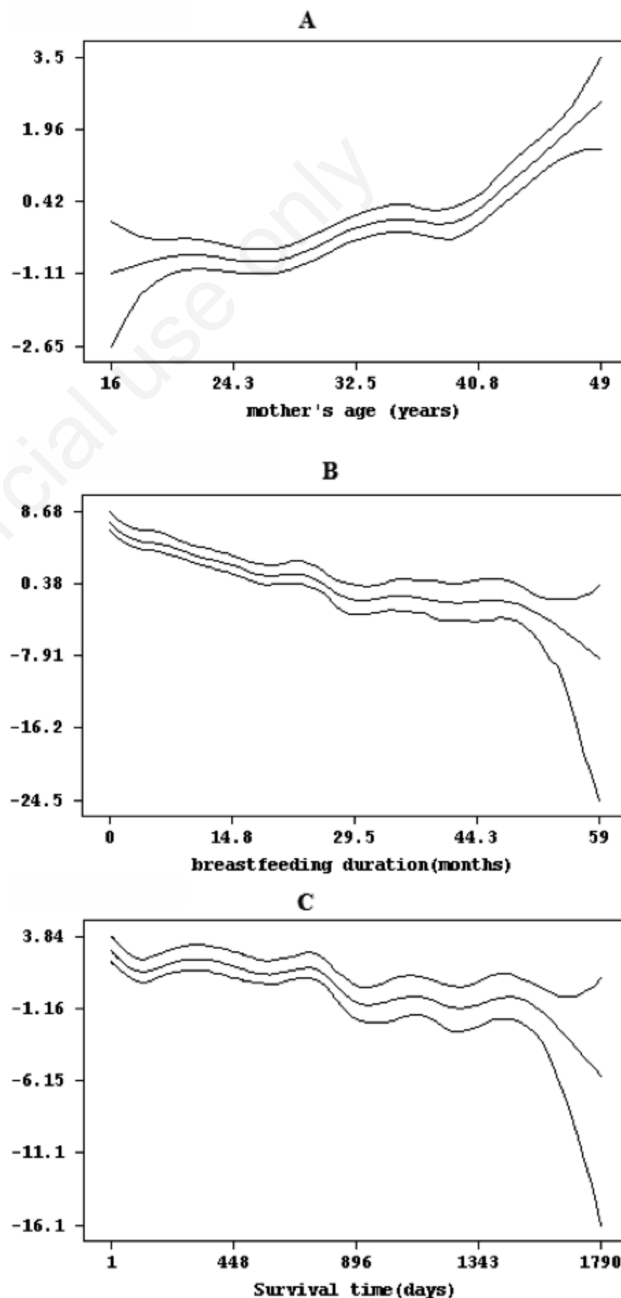 A
3.5
1.96
0.42
-1.11
-2.65
16 24.3 32.5 40.8 49
mother's age (years)
B
8.68
0.38
-7.91
-16.2
-24.5
0 14.8 29.5 44.3 59
breastfeeding duration(months)
C
3.84
-1.16
-6.15
-11.1
-16.1
1 448 896 1343 1790
Survival time(days)
cial use only